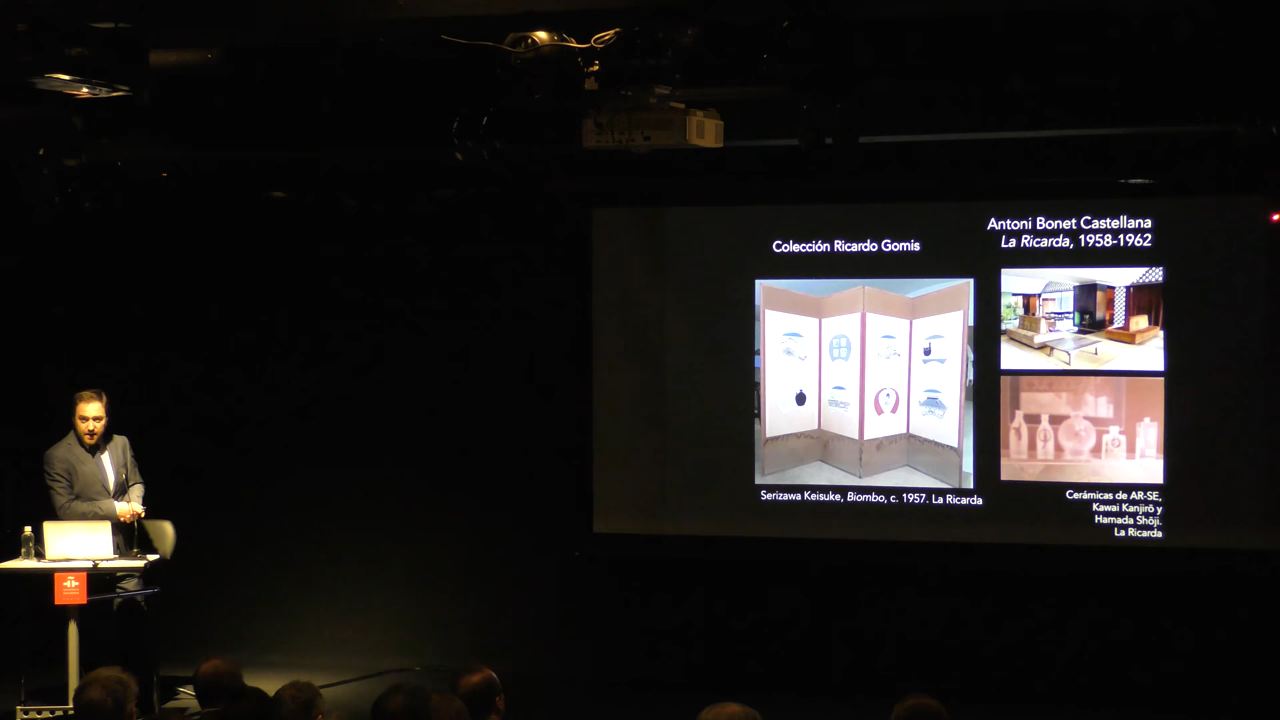 Colección Ricardo Gomis
Antoni Bonet Castellana
La Ricarda, 1958-1962
Serizawa Keisuke, Biombo, c. 1957. La Ricarda
Cerámicas de AR-SE,
Kawai Kanjirō y
Hamada Shōji.
La Ricarda